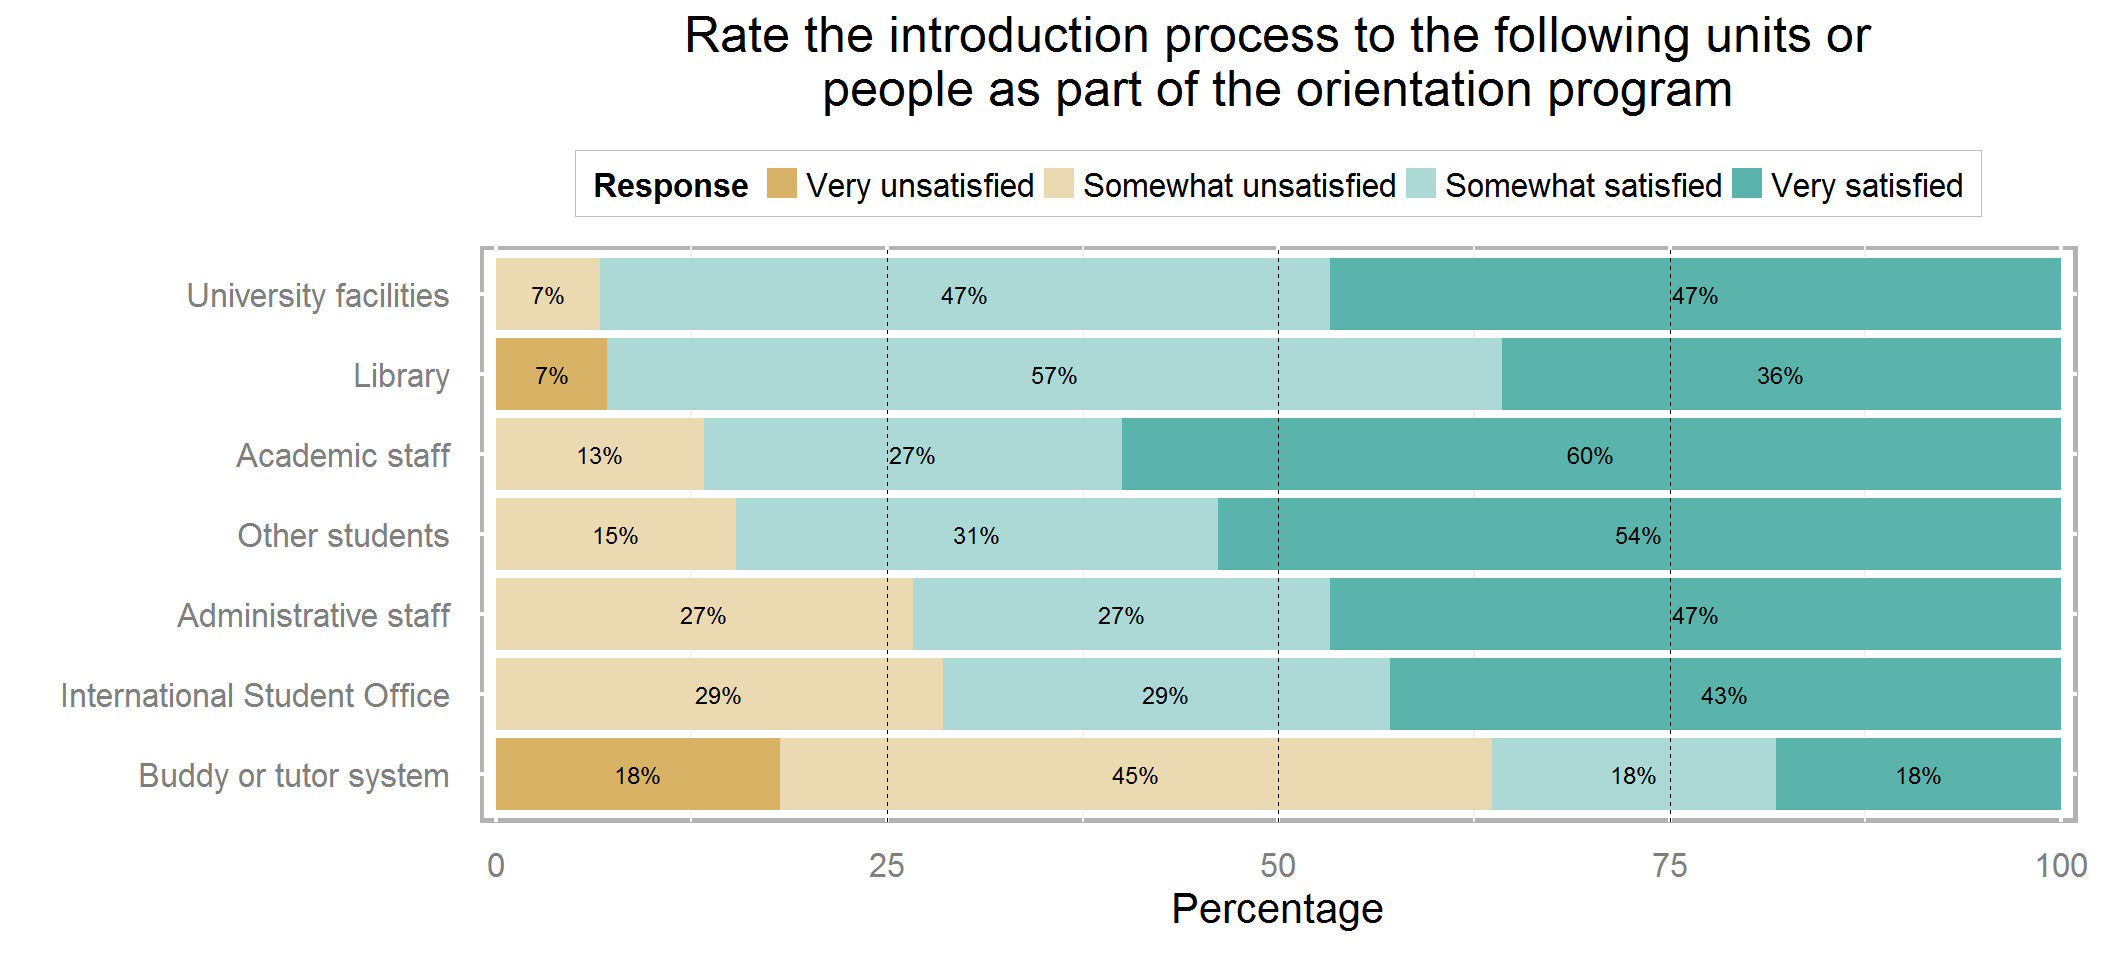 Rate the introduction process to the following units or
people as part of the orientation program
Response Very unsatisfied Somewhat unsatisfied Somewhat satisfied Very satisfied
University facilities 7% 47% 47%
Library 7% 57% 36%
Academic staff 13% 27% 60%
Other students 15% 31% 54%
Administrative staff 27% 27% 47%
International Student Office 29% 29% 43%
Buddy or tutor system 18% 45% 18% 18%
0 25 50 75 100
Percentage